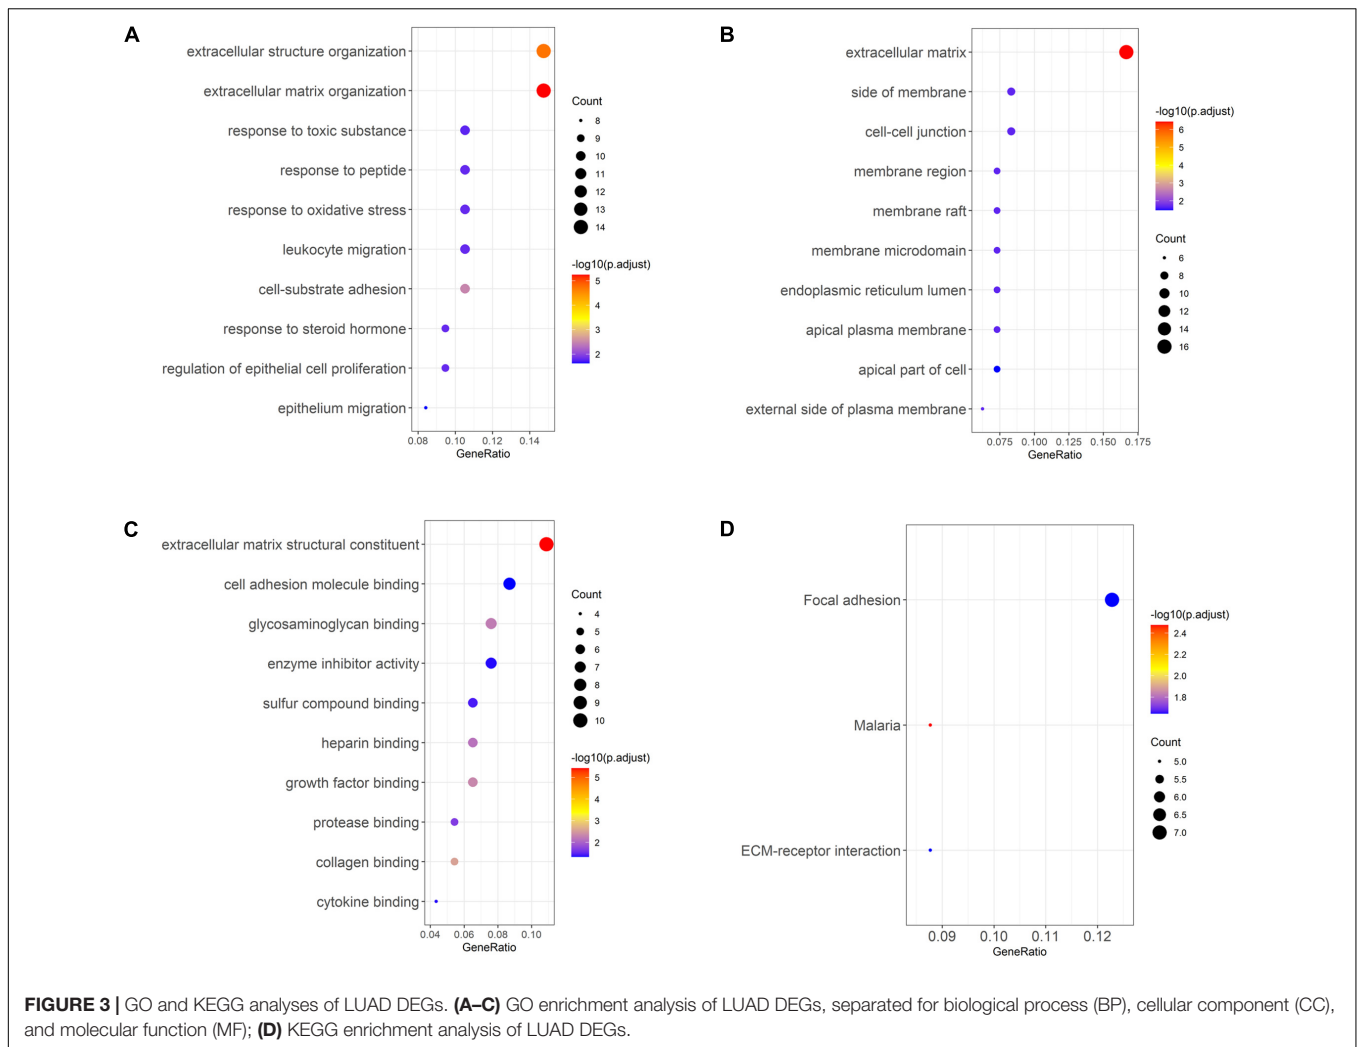 A
extracellular structure organization
extracellular matrix organization
response to toxic substance
response to peptide
response to oxidative stress
leukocyte migration
cell-substrate adhesion
response to steroid hormone
regulation of epithelial cell proliferation
epithelium migration
0.08 0.10 0.12 0.14
GeneRatio
Count
8
9
10
11
12
13
14
-log10(p.adjust)
5
4
3
2
B
extracellular matrix
side of membrane
cell-cell junction
membrane region
membrane raft
membrane microdomain
endoplasmic reticulum lumen
apical plasma membrane
apical part of cell
external side of plasma membrane
0.075 0.100 0.125 0.150 0.175
GeneRatio
-log10(p.adjust)
6
5
4
3
2
Count
6
8
10
12
14
16
C
extracellular matrix structural constituent
cell adhesion molecule binding
glycosaminoglycan binding
enzyme inhibitor activity
sulfur compound binding
heparin binding
growth factor binding
protease binding
collagen binding
cytokine binding
0.04 0.06 0.08 0.10
GeneRatio
Count
4
5
6
7
8
9
10
-log10(p.adjust)
5
4
3
2
D
Focal adhesion
Malaria
ECM-receptor interaction
0.09 0.10 0.11 0.12
GeneRatio
-log10(p.adjust)
2.4
2.2
2.0
1.8
Count
5.0
5.5
6.0
6.5
7.0
FIGURE 3 | GO and KEGG analyses of LUAD DEGs. (A–C) GO enrichment analysis of LUAD DEGs, separated for biological process (BP), cellular component (CC),
and molecular function (MF); (D) KEGG enrichment analysis of LUAD DEGs.